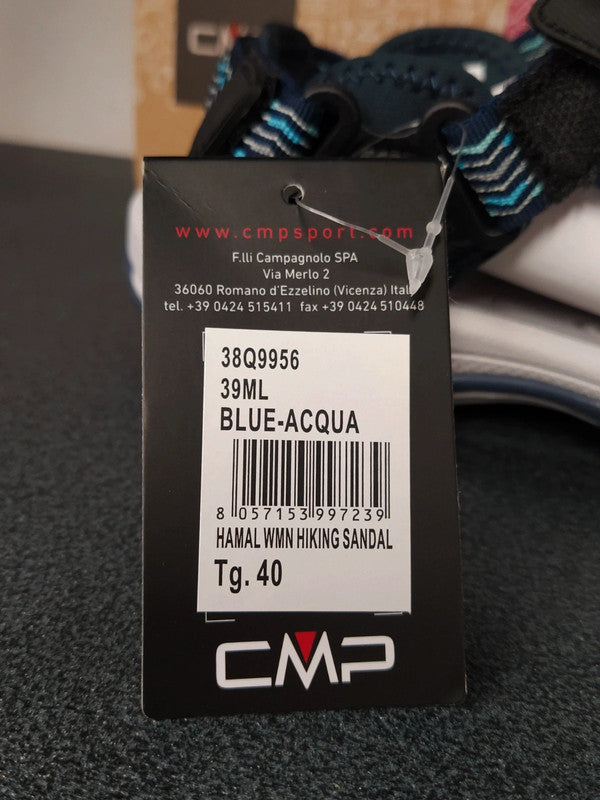 CMP
www.cmpsport.com
F.lli Campagnolo SPA
Via Merlo 2
36060 Romano d'Ezzelino (Vicenza)
tel. +39 0424 515411 fax +39 0424 510448
38Q9956
39ML
BLUE-ACQUA
8 057153 997239
HAMAL WMN HIKING SANDAL
Tg. 40
CMP